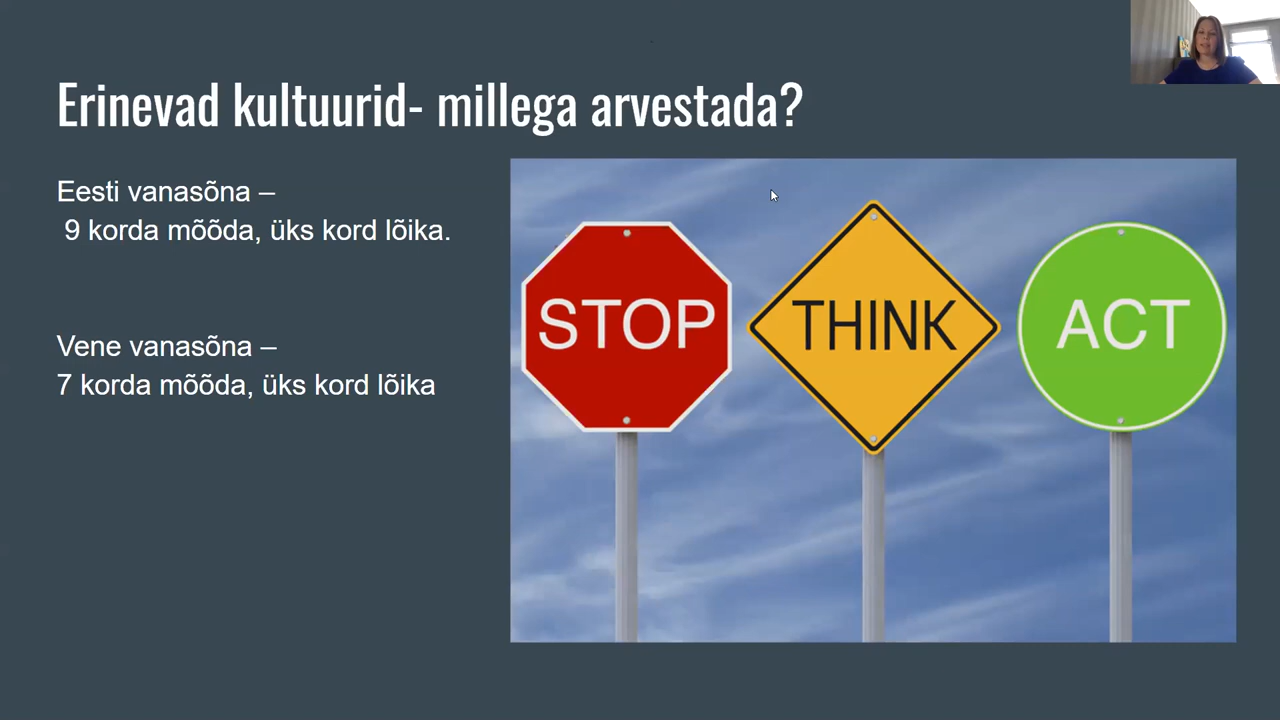 Erinevad kultuurid- millega arvestada?
Eesti vanasõna –
9 korda mõõda, üks kord lõika.
Vene vanasõna –
7 korda mõõda, üks kord lõika
STOP
THINK
ACT